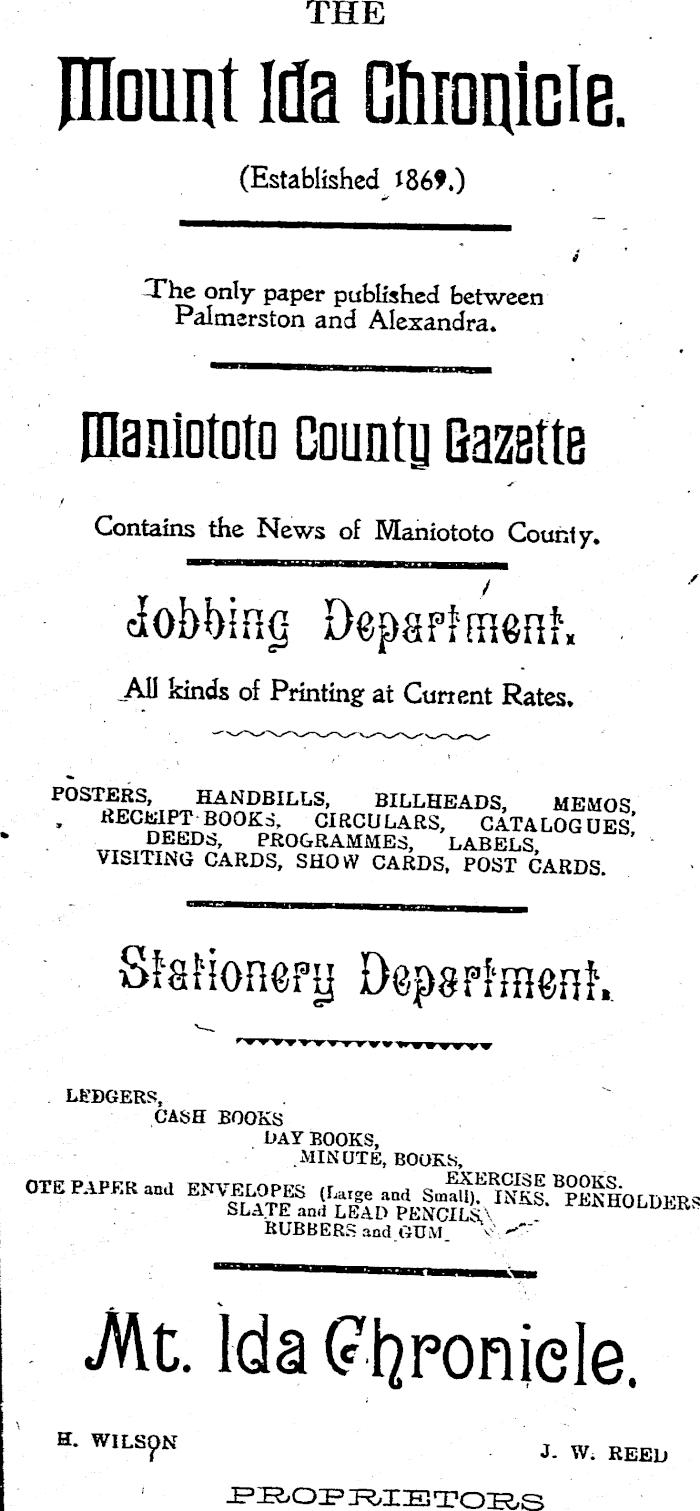 THE
Mount Ida Chronicle.
(Established 1869.)
The only paper published between
Palmerston and Alexandra.
Maniototo County Gazette
Contains the News of Maniototo County.
Jobbing Department.
All kinds of Printing at Current Rates.
POSTERS, HANDBILLS, BILLHEADS, MEMOS,
RECEIPT BOOKS, CIRCULARS, CATALOGUES,
DEEDS, PROGRAMMES, LABELS,
VISITING CARDS, SHOW CARDS, POST CARDS.
Stationery Department.
LEDGERS,
CASH BOOKS
DAY BOOKS,
MINUTE, BOOKS,
EXERCISE BOOKS.
OTE PAPER and ENVELOPES (Large and Small). INKS. PENHOLDERS
SLATE and LEAD PENCILS,
RUBBERS and GUM
Mt. Ida Chronicle.
H. WILSON J. W. REED
PROPRIETORS